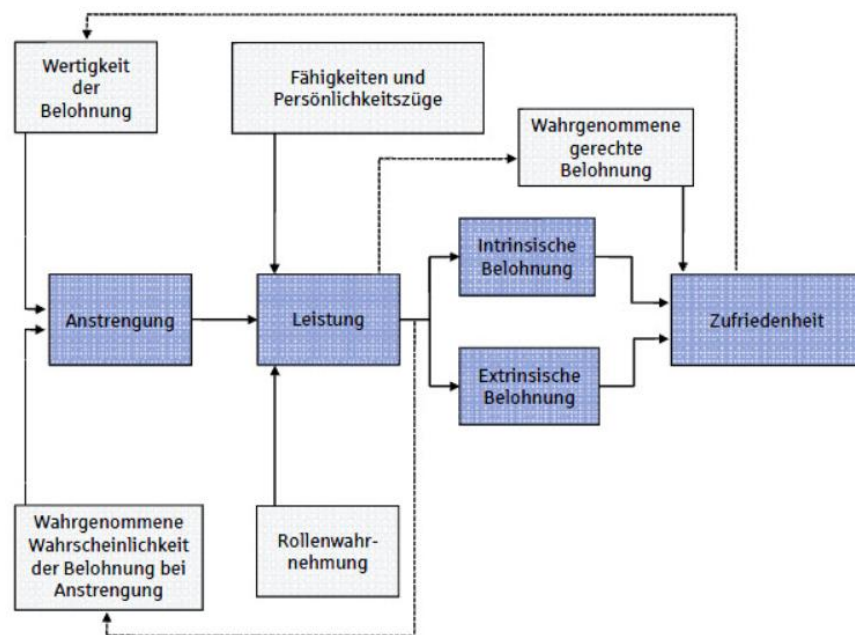 Wertigkeit
der
Belohnung
Fähigkeiten und
Persönlichkeitszüge
Wahrgenommene
gerechte
Belohnung
Intrinsische
Belohnung
Anstrengung
Leistung
Zufriedenheit
Extrinsische
Belohnung
Wahrgenommene
Wahrscheinlichkeit
der Belohnung bei
Anstrengung
Rollenwahr-
nehmung